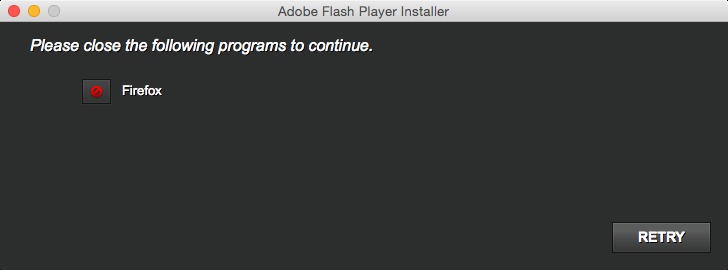 Adobe Flash Player Installer
Please close the following programs to continue.
Firefox
RETRY